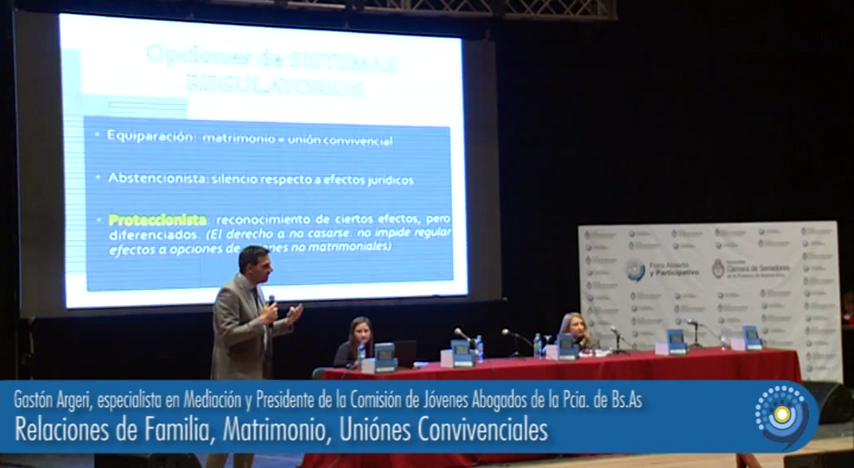 Opciones de SISTEMAS
REGULATORIOS
• Equiparación: matrimonio = unión convivencial
• Abstencionista: silencio respecto a efectos jurídicos
• Proteccionista: reconocimiento de ciertos efectos, pero
diferenciados. (El derecho a no casarse: no impide regular
efectos a opciones de no matrimoniales)
Foro Abierto
y Participativo
Cámara de Senadores
Gastón Argeri, especialista en Mediación y Presidente de la Comisión de Jóvenes Abogados de la Pcia. de Bs.As
Relaciones de Familia, Matrimonio, Uniónes Convivenciales